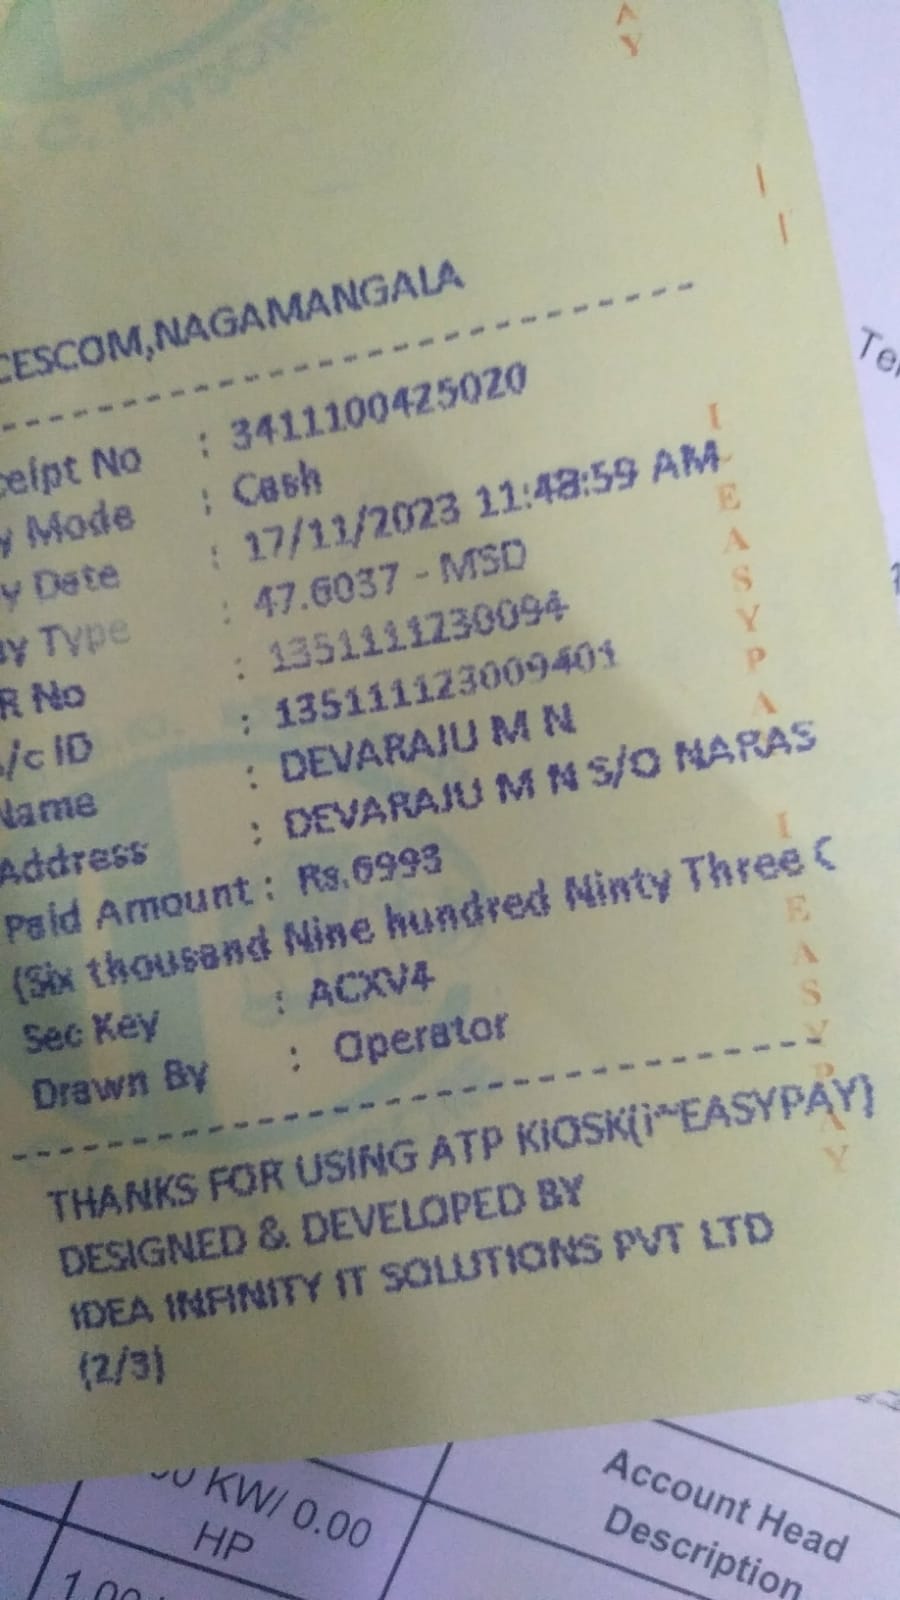 CESCOM,NAGAMANGALA
ceipt No : 3411100425020
y Mode : Cash
y Date : 17/11/2023 11:48:59 AM
ay Type : 47.6037 - MSD
R No : 1351111230094
/c ID : 135111123009401
Name : DEVARAJU M N
Address : DEVARAJU M N S/O NARAS
Paid Amount : Rs.6993
(Six thousand Nine hundred Ninty Three
Sec Key : ACXV4
Drawn By : Operator
THANKS FOR USING ATP KIOSK(i~EASYPAY)
DESIGNED & DEVELOPED BY
IDEA INFINITY IT SOLUTIONS PVT LTD
(2/3)
I EASYPA
I EASYPAY
KW/ 0.00
HP
Account Head
Description